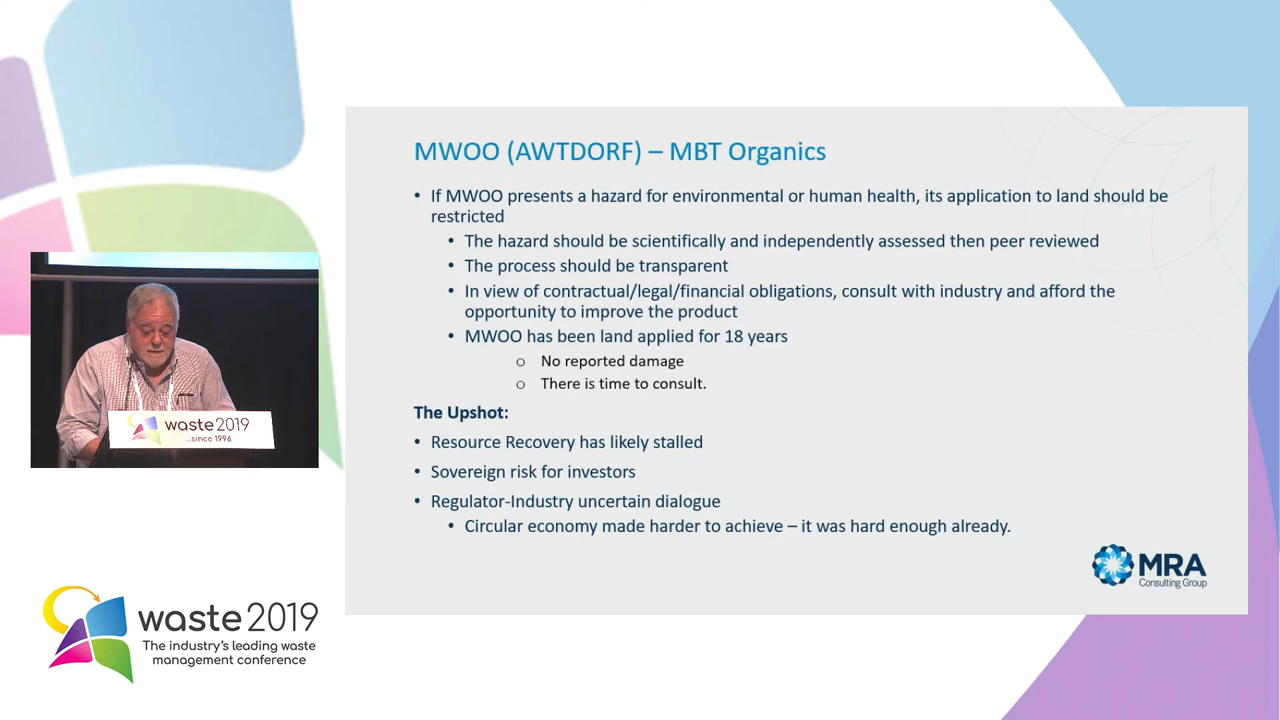 MWOO (AWTDORF) – MBT Organics
• If MWOO presents a hazard for environmental or human health, its application to land should be
restricted
• The hazard should be scientifically and independently assessed then peer reviewed
• The process should be transparent
• In view of contractual/legal/financial obligations, consult with industry and afford the
opportunity to improve the product
• MWOO has been land applied for 18 years
o No reported damage
o There is time to consult.
The Upshot:
• Resource Recovery has likely stalled
• Sovereign risk for investors
• Regulator-Industry uncertain dialogue
• Circular economy made harder to achieve – it was hard enough already.
MRA
Consulting Group
waste 2019
...since 1996
waste 2019
The industry's leading waste
management conference